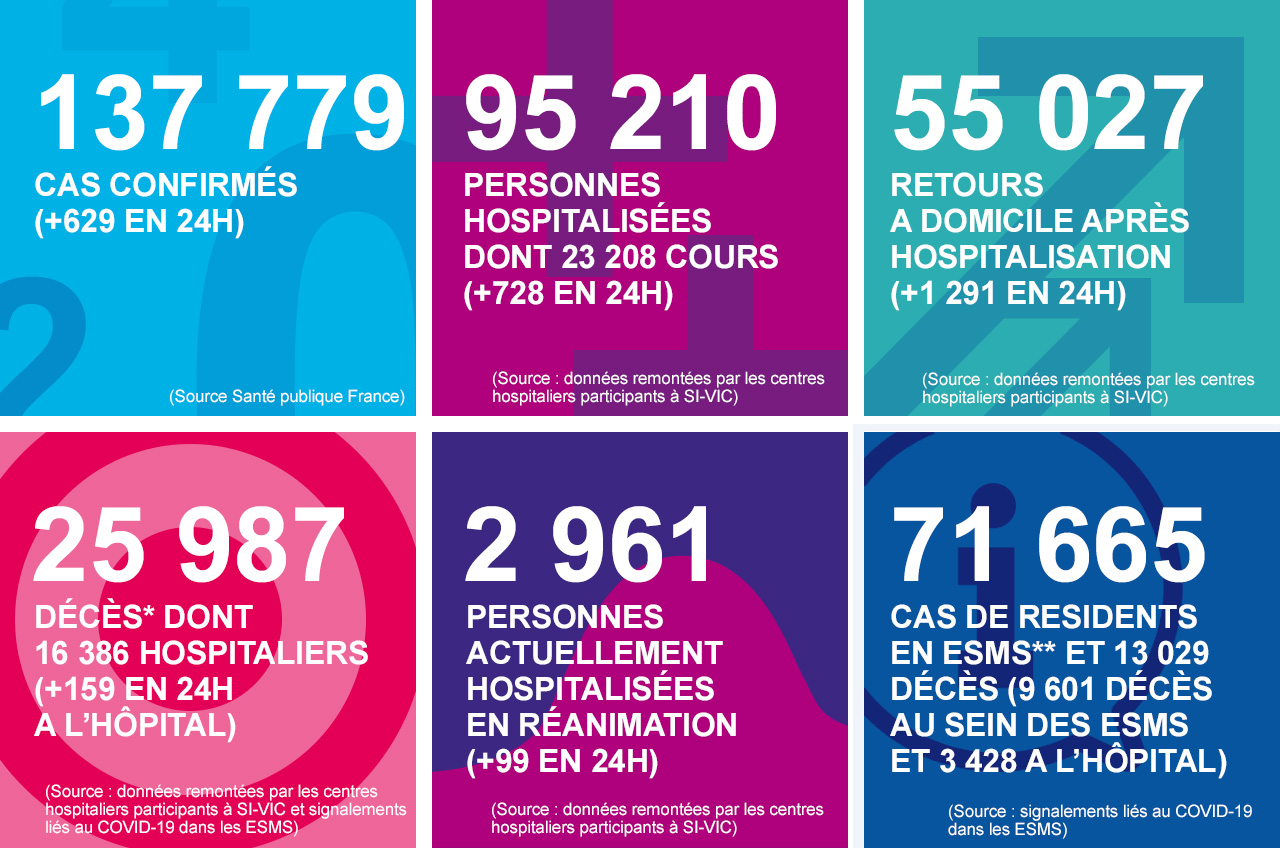 137 779
CAS CONFIRMÉS
(+629 EN 24H)
(Source Santé publique France)
95 210
PERSONNES
HOSPITALISÉES
DONT 23 208 COURS
(+728 EN 24H)
(Source : données remontées par les centres
hospitaliers participants à SI-VIC)
55 027
RETOURS
A DOMICILE APRÈS
HOSPITALISATION
(+1 291 EN 24H)
(Source : données remontées par les centres
hospitaliers participants à SI-VIC)
25 987
DÉCÈS* DONT
16 386 HOSPITALIERS
(+159 EN 24H
A L’HÔPITAL)
(Source : données remontées par les centres
hospitaliers participants à SI-VIC et signalements
liés au COVID-19 dans les ESMS)
2 961
PERSONNES
ACTUELLEMENT
HOSPITALISÉES
EN RÉANIMATION
(+99 EN 24H)
(Source : données remontées par les centres
hospitaliers participants à SI-VIC)
71 665
CAS DE RESIDENTS
EN ESMS** ET 13 029
DÉCÈS (9 601 DÉCÈS
AU SEIN DES ESMS
ET 3 428 A L’HÔPITAL)
(Source : signalements liés au COVID-19
dans les ESMS)